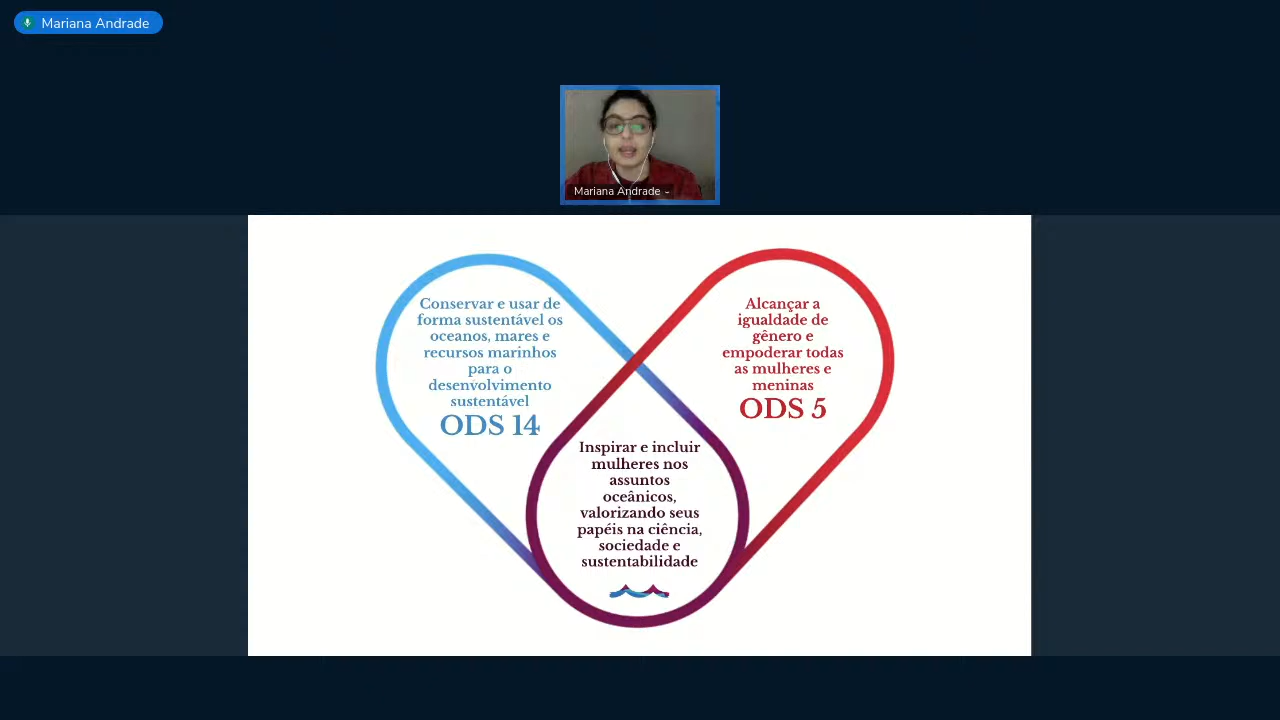 Mariana Andrade
Mariana Andrade
Conservar e usar de
forma sustentável os
oceanos, mares e
recursos marinhos
para o
desenvolvimento
sustentável
ODS 14
Alcançar a
igualdade de
gênero e
empoderar todas
as mulheres e
meninas
ODS 5
Inspirar e incluir
mulheres nos
assuntos
oceânicos,
valorizando seus
papéis na ciência,
sociedade e
sustentabilidade